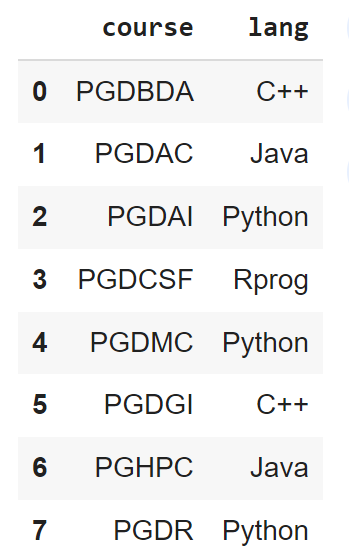 course lang
0 PGDBDA C++
1 PGDAC Java
2 PGDAI Python
3 PGDCSF Rprog
4 PGDMC Python
5 PGDGI C++
6 PGHPC Java
7 PGDR Python